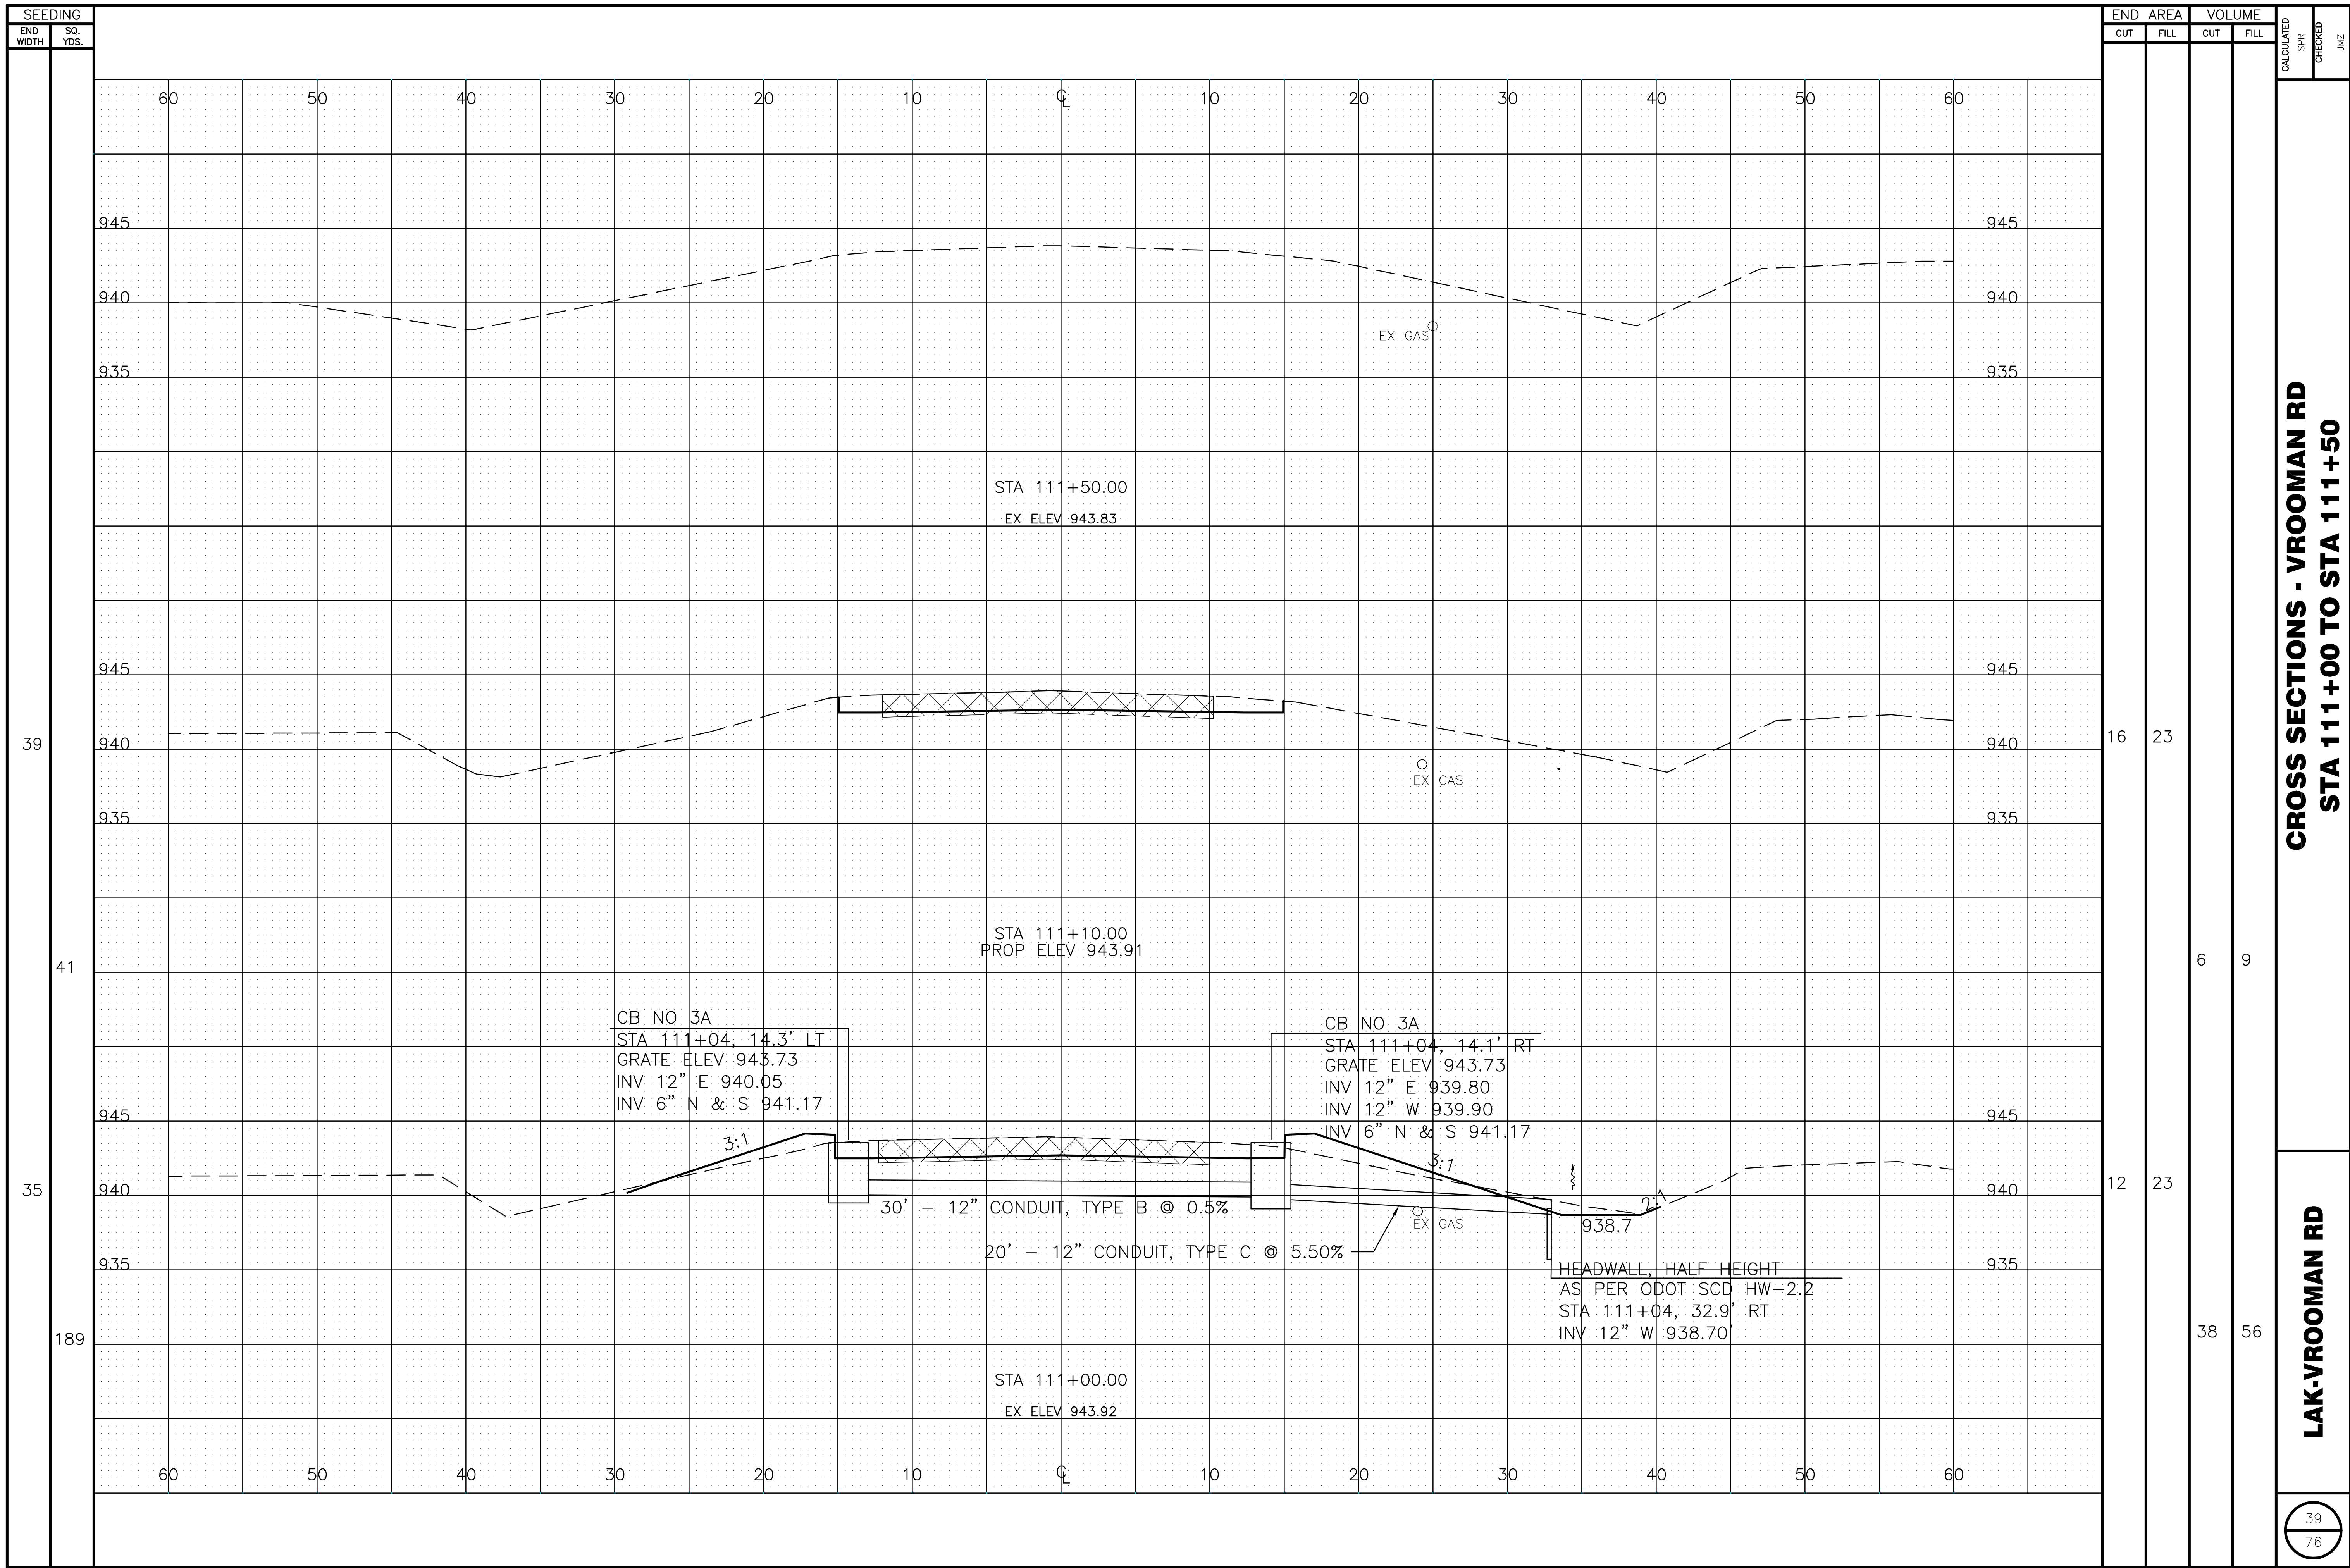 SEEDING
END WIDTH
SQ. YDS.
END AREA
VOLUME
CUT
FILL
CUT
FILL
CALCULATED
SPR
CHECKED
JMZ
60 50 40 30 20 10 ℄ 10 20 30 40 50 60
945 945
940 940
EX GAS
935 935
STA 111+50.00
EX ELEV 943.83
945 945
39 940 940 16 23
EX GAS
935 935
STA 111+10.00
PROP ELEV 943.91
41 6 9
CB NO 3A
STA 111+04, 14.3' LT
GRATE ELEV 943.73
INV 12" E 940.05
INV 6" N & S 941.17
CB NO 3A
STA 111+04, 14.1' RT
GRATE ELEV 943.73
INV 12" E 939.80
INV 12" W 939.90
INV 6" N & S 941.17
945 945
3:1
3:1
35 940 940 12 23
2:1
30' – 12" CONDUIT, TYPE B @ 0.5%
EX GAS
938.7
20' – 12" CONDUIT, TYPE C @ 5.50%
935 935
HEADWALL, HALF HEIGHT
AS PER ODOT SCD HW–2.2
STA 111+04, 32.9' RT
INV 12" W 938.70'
189 38 56
STA 111+00.00
EX ELEV 943.92
60 50 40 30 20 10 ℄ 10 20 30 40 50 60
CROSS SECTIONS - VROOMAN RD
STA 111+00 TO STA 111+50
LAK-VROOMAN RD
39
76